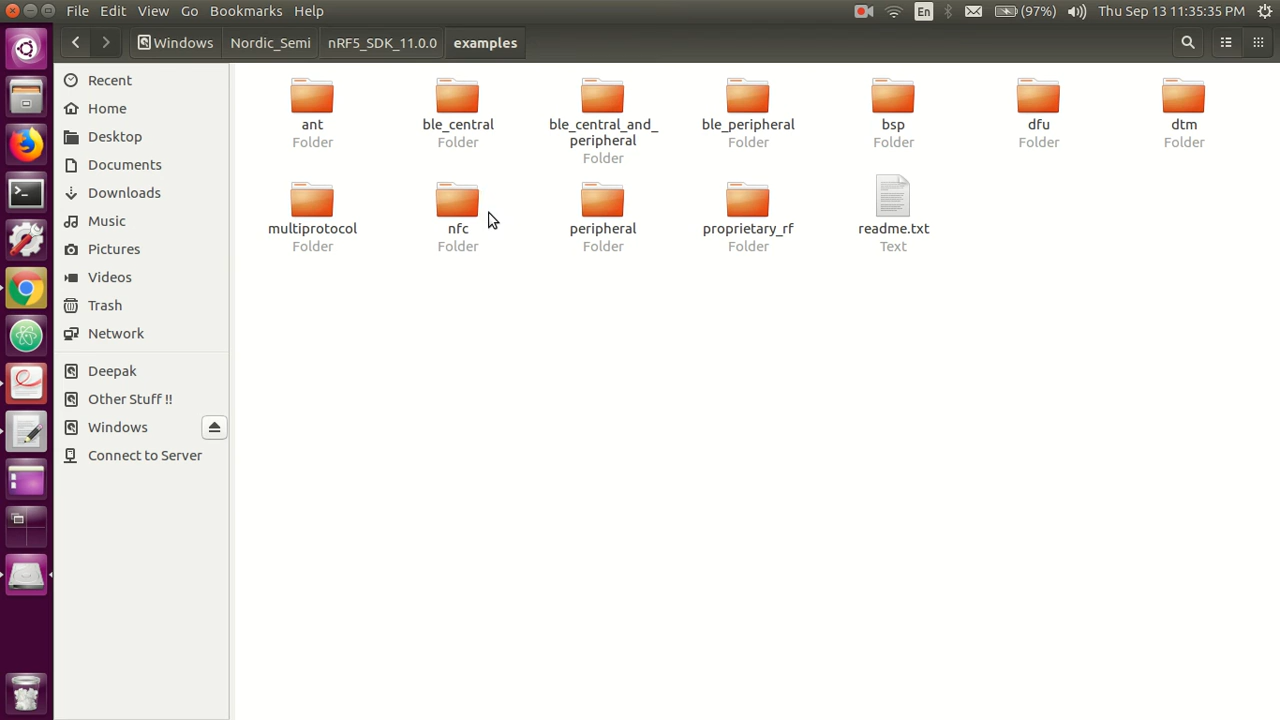 File Edit View Go Bookmarks Help
En (97%) Thu Sep 13 11:35:35 PM
Windows Nordic_Semi nRF5_SDK_11.0.0 examples
Recent
Home
Desktop
Documents
Downloads
Music
Pictures
Videos
Trash
Network
Deepak
Other Stuff !!
Windows
Connect to Server
ant
Folder
ble_central
Folder
ble_central_and_
peripheral
Folder
ble_peripheral
Folder
bsp
Folder
dfu
Folder
dtm
Folder
multiprotocol
Folder
nfc
Folder
peripheral
Folder
proprietary_rf
Folder
readme.txt
Text